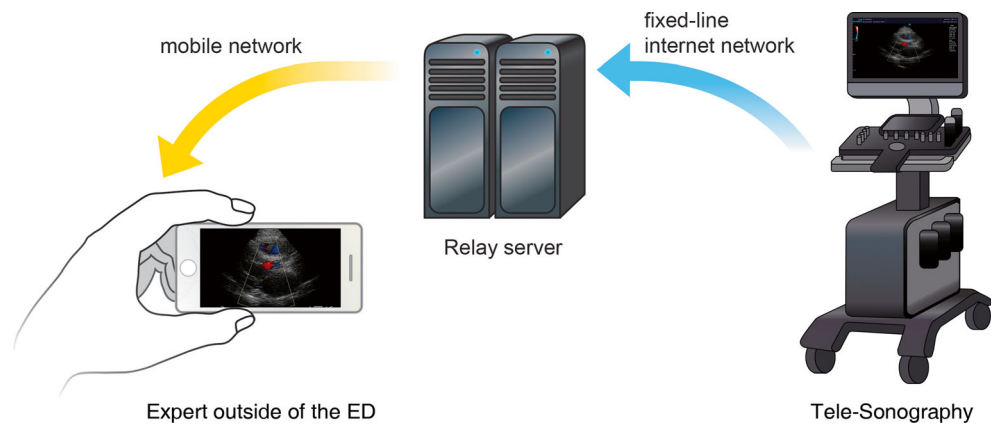 mobile network
fixed-line
internet network
Relay server
Expert outside of the ED
Tele-Sonography